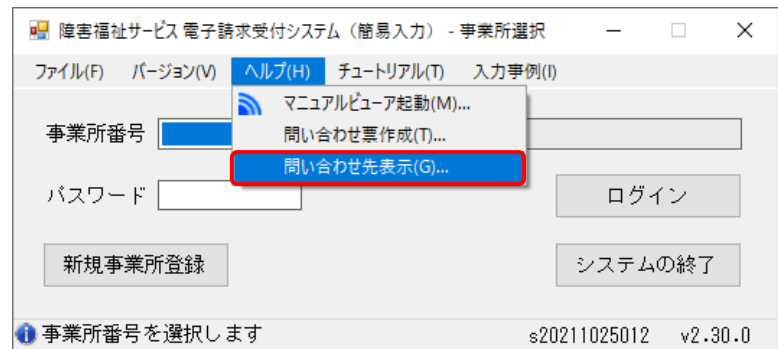 障害福祉サービス 電子請求受付システム（簡易入力） - 事業所選択
ファイル(F) バージョン(V) ヘルプ(H) チュートリアル(T) 入力事例(I)
マニュアルビューア起動(M)...
事業所番号
問い合わせ票作成(T)...
問い合わせ先表示(G)...
パスワード
ログイン
新規事業所登録
システムの終了
事業所番号を選択します
s20211025012 v2.30.0